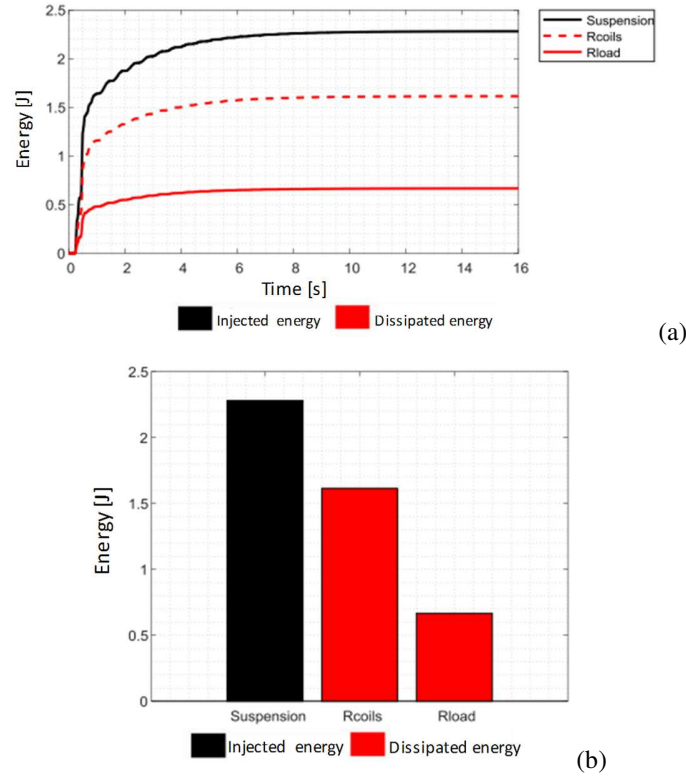 2.5
2
1.5
1
0.5
0
Energy [J]
0 2 4 6 8 10 12 14 16
Time [s]
Suspension
Rcoils
Rload
Injected energy Dissipated energy
(a)
2.5
2
1.5
1
0.5
0
Energy [J]
Suspension Rcoils Rload
Injected energy Dissipated energy
(b)